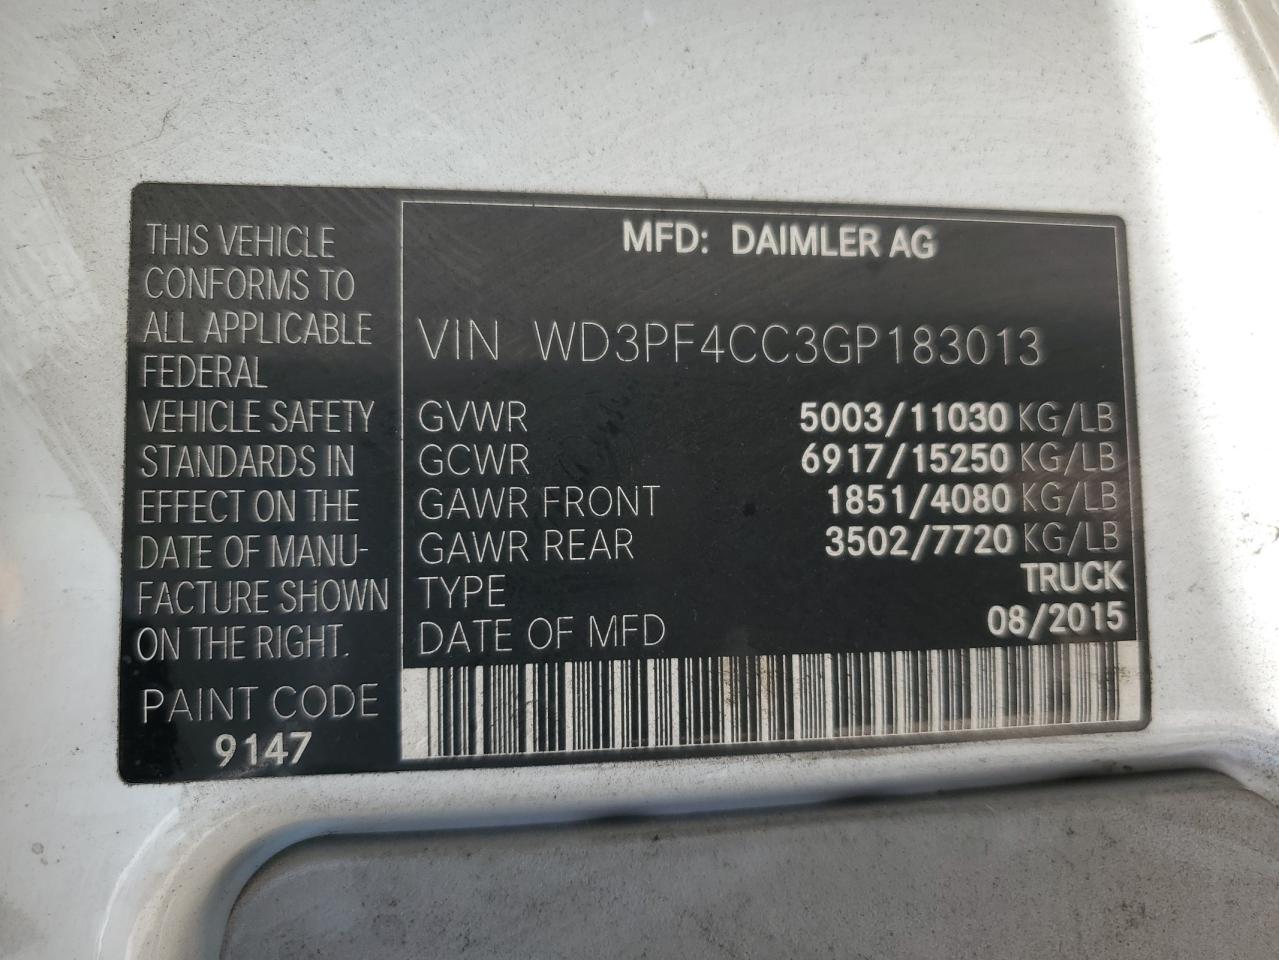 THIS VEHICLE
CONFORMS TO
ALL APPLICABLE
FEDERAL
VEHICLE SAFETY
STANDARDS IN
EFFECT ON THE
DATE OF MANU-
FACTURE SHOWN
ON THE RIGHT.
PAINT CODE
9147
MFD: DAIMLER AG
VIN WD3PF4CC3GP183013
GVWR 5003/11030 KG/LB
GCWR 6917/15250 KG/LB
GAWR FRONT 1851/4080 KG/LB
GAWR REAR 3502/7720 KG/LB
TYPE TRUCK
DATE OF MFD 08/2015